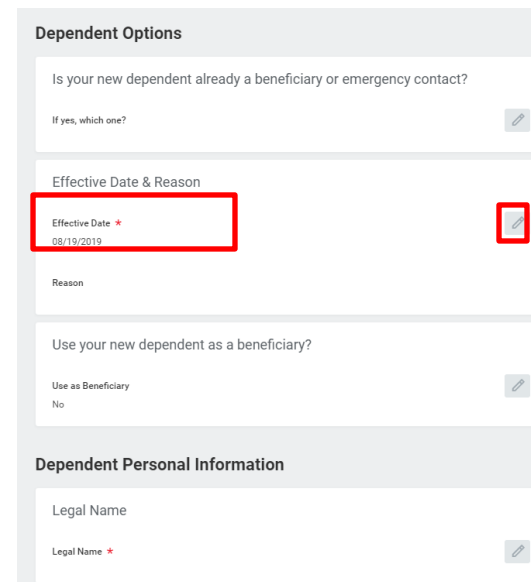 Dependent Options
Is your new dependent already a beneficiary or emergency contact?
If yes, which one?
Effective Date & Reason
Effective Date *
08/19/2019
Reason
Use your new dependent as a beneficiary?
Use as Beneficiary
No
Dependent Personal Information
Legal Name
Legal Name *